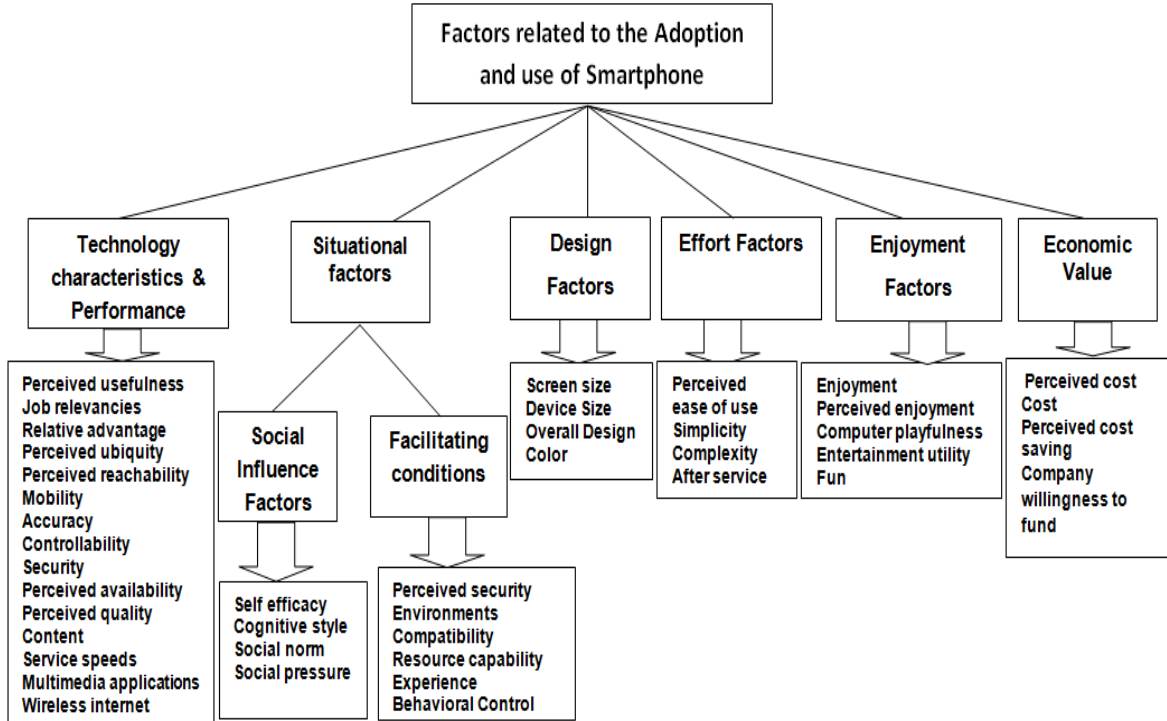 Factors related to the Adoption
and use of Smartphone
Technology
characteristics &
Performance
Situational
factors
Design
Factors
Effort Factors
Enjoyment
Factors
Economic
Value
Perceived usefulness
Job relevancies
Relative advantage
Perceived ubiquity
Perceived reachability
Mobility
Accuracy
Controllability
Security
Perceived availability
Perceived quality
Content
Service speeds
Multimedia applications
Wireless internet
Social
Influence
Factors
Self efficacy
Cognitive style
Social norm
Social pressure
Facilitating
conditions
Perceived security
Environments
Compatibility
Resource capability
Experience
Behavioral Control
Screen size
Device Size
Overall Design
Color
Perceived
ease of use
Simplicity
Complexity
After service
Enjoyment
Perceived enjoyment
Computer playfulness
Entertainment utility
Fun
Perceived cost
Cost
Perceived cost
saving
Company
willingness to
fund